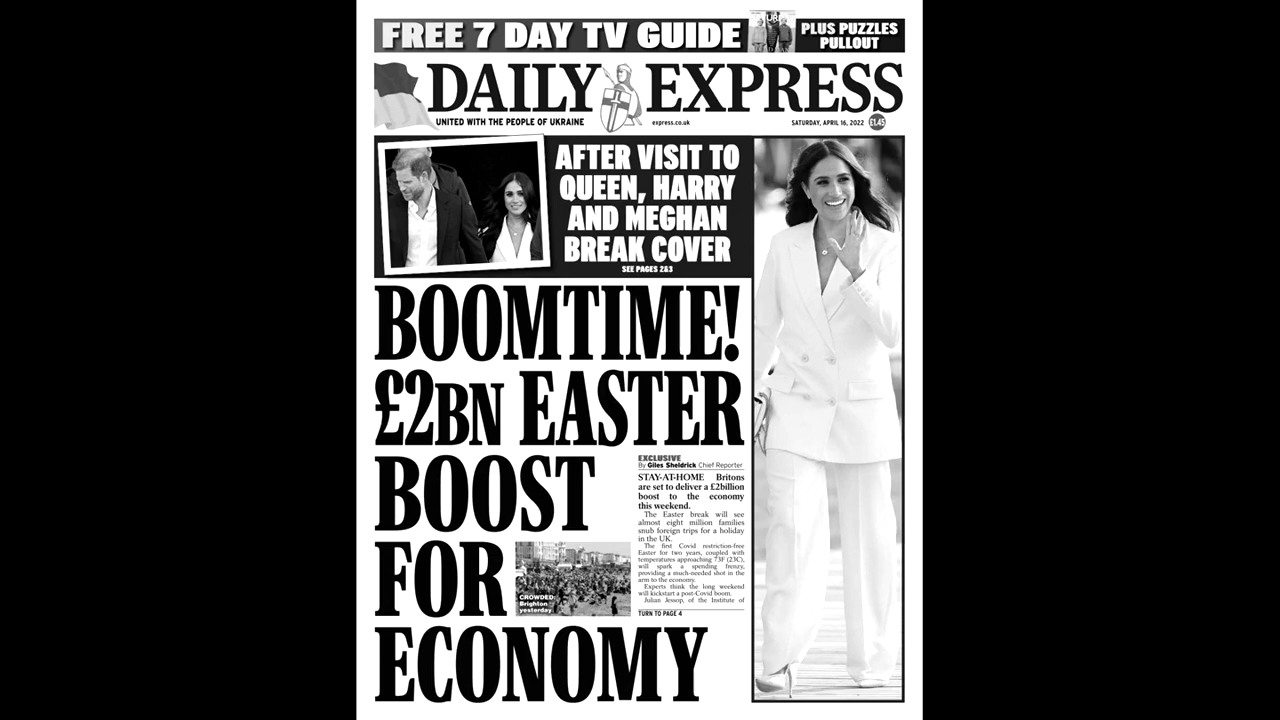 FREE 7 DAY TV GUIDE
PLUS PUZZLES
PULLOUT
DAILY EXPRESS
UNITED WITH THE PEOPLE OF UKRAINE
express.co.uk
SATURDAY, APRIL 16, 2022
£1.45
AFTER VISIT TO
QUEEN, HARRY
AND MEGHAN
BREAK COVER
SEE PAGES 2&3
BOOMTIME!
£2BN EASTER
BOOST
FOR
ECONOMY
CROWDED:
Brighton
yesterday
EXCLUSIVE
By Giles Sheldrick Chief Reporter
STAY-AT-HOME Britons
are set to deliver a £2billion
boost to the economy
this weekend.
The Easter break will see
almost eight million families
snub foreign trips for a holiday
in the UK.
The first Covid restriction-free
Easter for two years, coupled with
temperatures approaching 73F (23C),
will spark a spending frenzy,
providing a much-needed shot in the
arm to the economy.
Experts think the long weekend
will kickstart a post-Covid boom.
Julian Jessop, of the Institute of
TURN TO PAGE 4